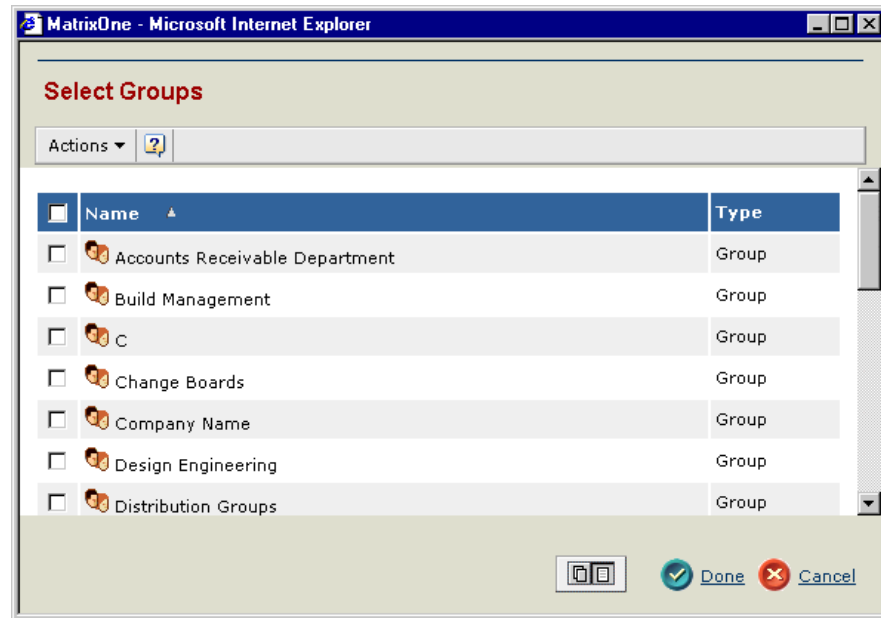 MatrixOne - Microsoft Internet Explorer
Select Groups
Actions
Name Type
Accounts Receivable Department Group
Build Management Group
C Group
Change Boards Group
Company Name Group
Design Engineering Group
Distribution Groups Group
Done Cancel